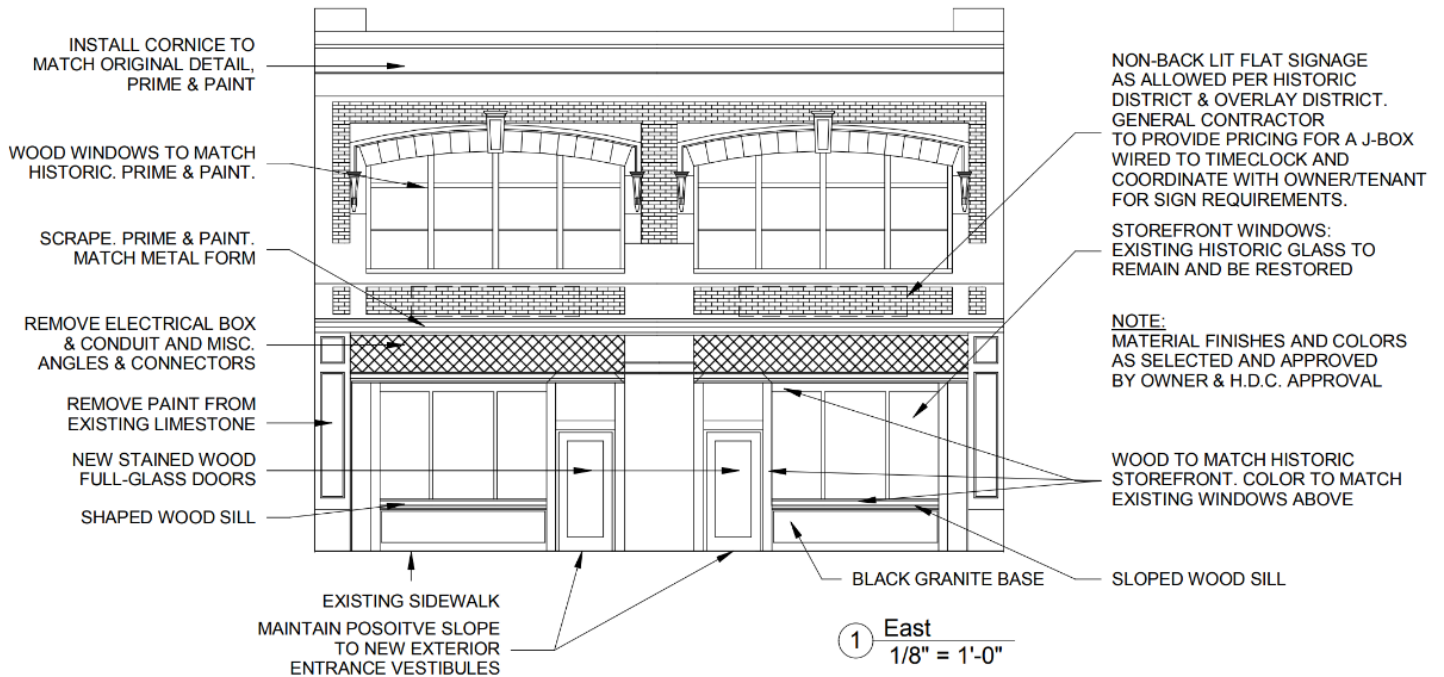 INSTALL CORNICE TO
MATCH ORIGINAL DETAIL,
PRIME & PAINT
WOOD WINDOWS TO MATCH
HISTORIC. PRIME & PAINT.
SCRAPE. PRIME & PAINT.
MATCH METAL FORM
REMOVE ELECTRICAL BOX
& CONDUIT AND MISC.
ANGLES & CONNECTORS
REMOVE PAINT FROM
EXISTING LIMESTONE
NEW STAINED WOOD
FULL-GLASS DOORS
SHAPED WOOD SILL
EXISTING SIDEWALK
MAINTAIN POSOITVE SLOPE
TO NEW EXTERIOR
ENTRANCE VESTIBULES
NON-BACK LIT FLAT SIGNAGE
AS ALLOWED PER HISTORIC
DISTRICT & OVERLAY DISTRICT.
GENERAL CONTRACTOR
TO PROVIDE PRICING FOR A J-BOX
WIRED TO TIMECLOCK AND
COORDINATE WITH OWNER/TENANT
FOR SIGN REQUIREMENTS.
STOREFRONT WINDOWS:
EXISTING HISTORIC GLASS TO
REMAIN AND BE RESTORED
NOTE:
MATERIAL FINISHES AND COLORS
AS SELECTED AND APPROVED
BY OWNER & H.D.C. APPROVAL
WOOD TO MATCH HISTORIC
STOREFRONT. COLOR TO MATCH
EXISTING WINDOWS ABOVE
BLACK GRANITE BASE
SLOPED WOOD SILL
1 East
1/8" = 1'-0"